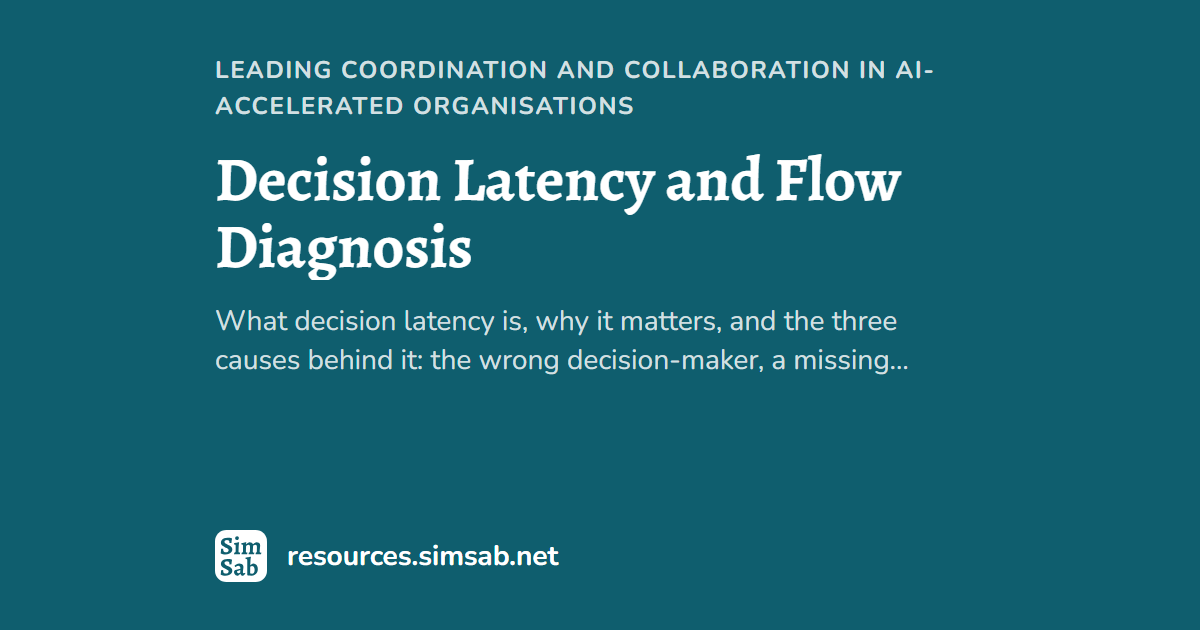 LEADING COORDINATION AND COLLABORATION IN AI-
ACCELERATED ORGANISATIONS
Decision Latency and Flow
Diagnosis
What decision latency is, why it matters, and the three
causes behind it: the wrong decision-maker, a missing...
Sim
Sab
resources.simsab.net